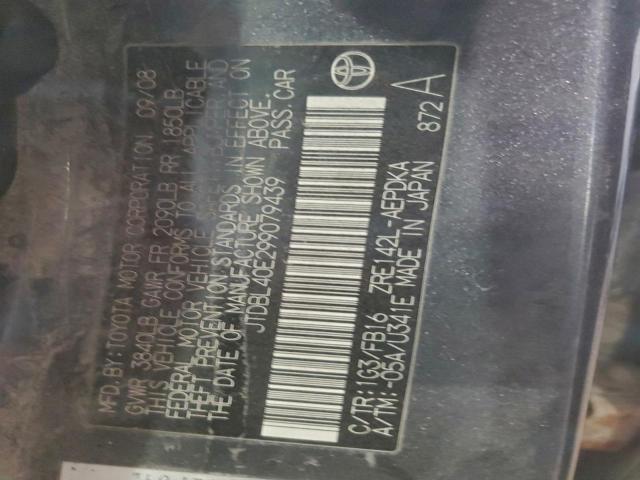 MFD. BY: TOYOTA MOTOR CORPORATION 09/08
GVWR 3840LB GAWR FR 2090LB RR 1850LB
THIS VEHICLE CONFORMS TO ALL APPLICABLE
FEDERAL MOTOR VEHICLE SAFETY, BUMPER AND
THEFT PREVENTION STANDARDS IN EFFECT ON
THE DATE OF MANUFACTURE SHOWN ABOVE.
JTDBL40E299079439 PASS. CAR
C/TR: 1G3/FB16 ZRE142L-AEPDKA
A/TM: -05A/U341E MADE IN JAPAN
872 A